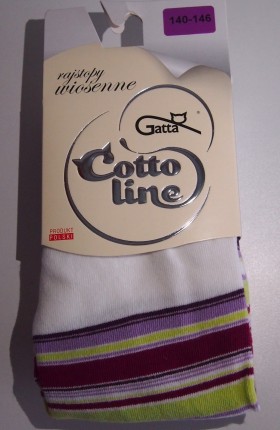 140-146
rajstopy
wiosenne
Gatta
Cotto
line
PRODUKT
POLSKI